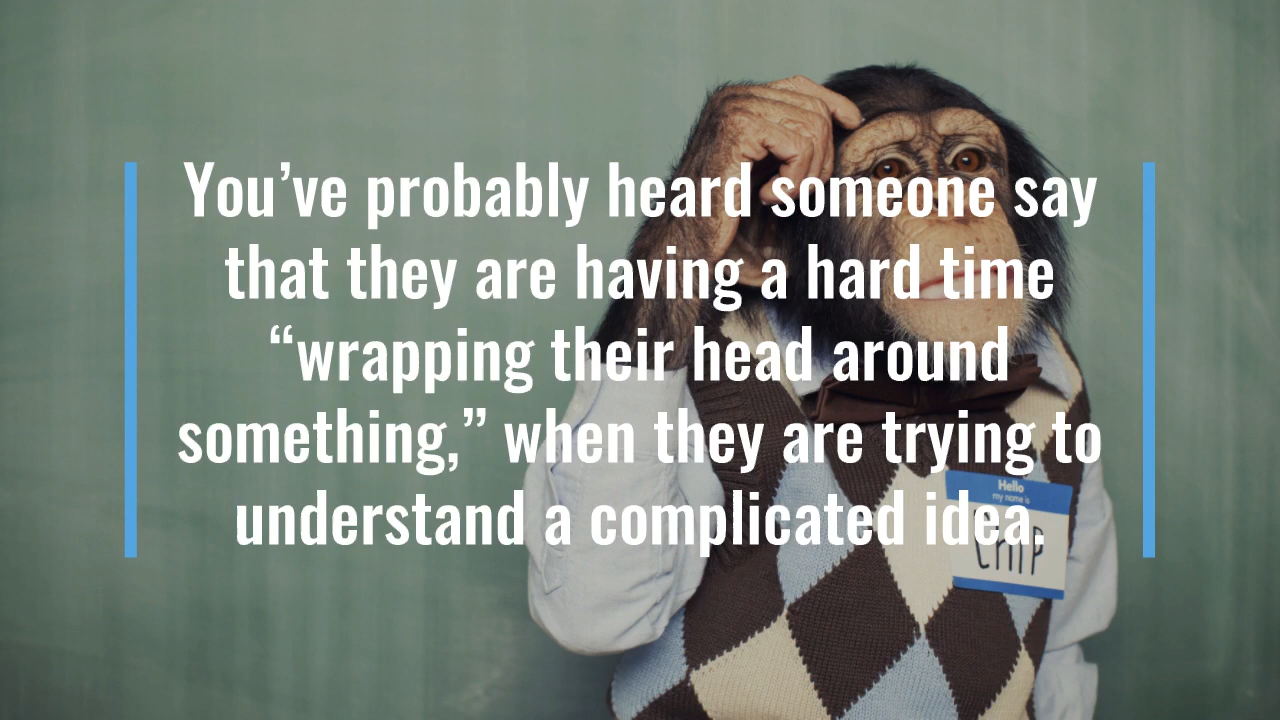 You’ve probably heard someone say
that they are having a hard time
“wrapping their head around
something,” when they are trying to
understand a complicated idea.
Hello
my name is
CHIP